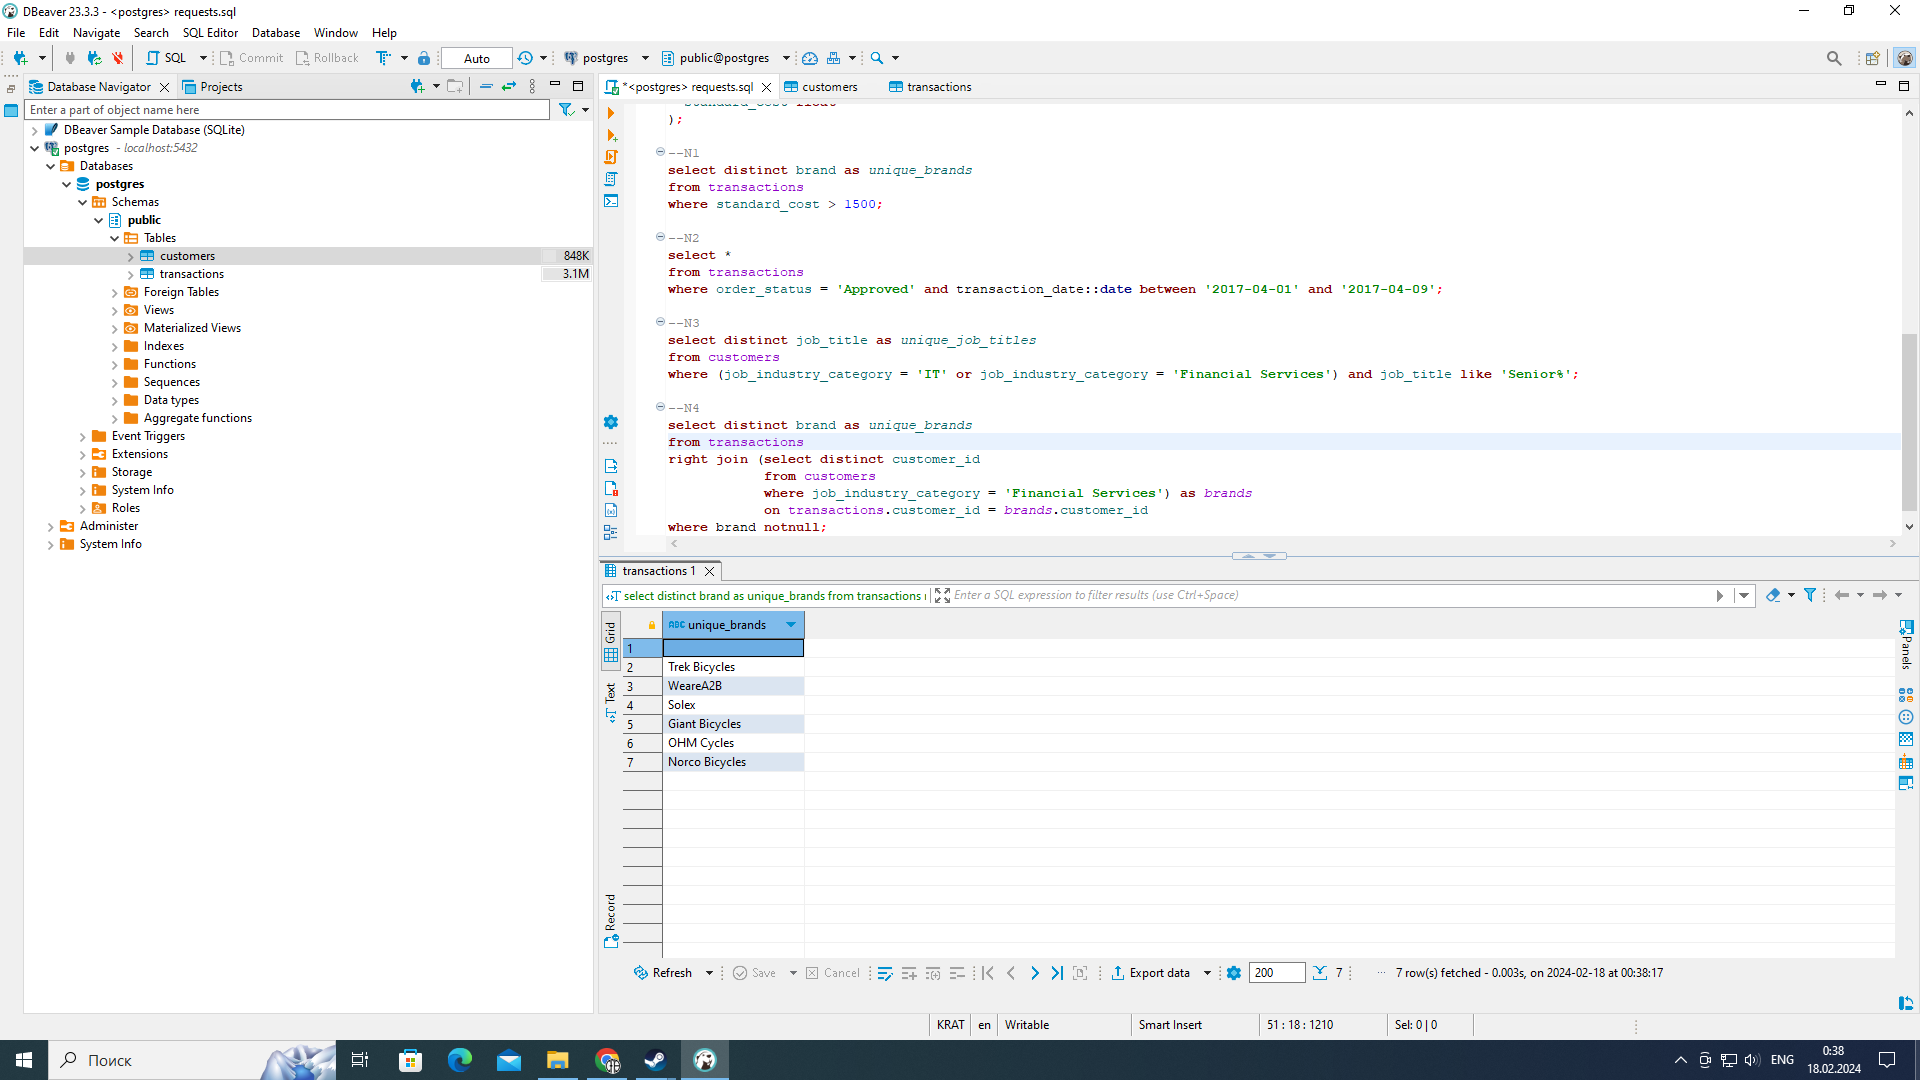 DBeaver 23.3.3 - <postgres> requests.sql
File Edit Navigate Search SQL Editor Database Window Help
SQL Commit Rollback Auto postgres public@postgres
Database Navigator Projects
Enter a part of object name here
DBeaver Sample Database (SQLite)
postgres - localhost:5432
Databases
postgres
Schemas
public
Tables
customers 848K
transactions 3.1M
Foreign Tables
Views
Materialized Views
Indexes
Functions
Sequences
Data types
Aggregate functions
Event Triggers
Extensions
Storage
System Info
Roles
Administer
System Info
*<postgres> requests.sql customers transactions
standard_cost float
);
--N1
select distinct brand as unique_brands
from transactions
where standard_cost > 1500;
--N2
select *
from transactions
where order_status = 'Approved' and transaction_date::date between '2017-04-01' and '2017-04-09';
--N3
select distinct job_title as unique_job_titles
from customers
where (job_industry_category = 'IT' or job_industry_category = 'Financial Services') and job_title like 'Senior%';
--N4
select distinct brand as unique_brands
from transactions
right join (select distinct customer_id
from customers
where job_industry_category = 'Financial Services') as brands
on transactions.customer_id = brands.customer_id
where brand notnull;
transactions 1
select distinct brand as unique_brands from transactions Enter a SQL expression to filter results (use Ctrl+Space)
Grid
Text
Record
Panels
ABC unique_brands
1
2 Trek Bicycles
3 WeareA2B
4 Solex
5 Giant Bicycles
6 OHM Cycles
7 Norco Bicycles
Refresh Save Cancel Export data 200 7 7 row(s) fetched - 0.003s, on 2024-02-18 at 00:38:17
KRAT en Writable Smart Insert 51 : 18 : 1210 Sel: 0 | 0
Поиск
ENG
0:38
18.02.2024